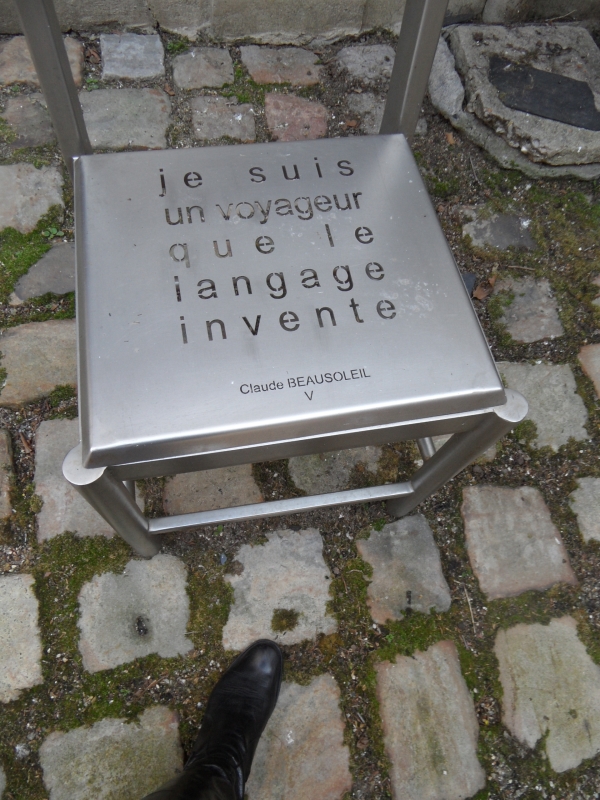 je suis
un voyageur
que le
langage
invente
Claude BEAUSOLEIL
V